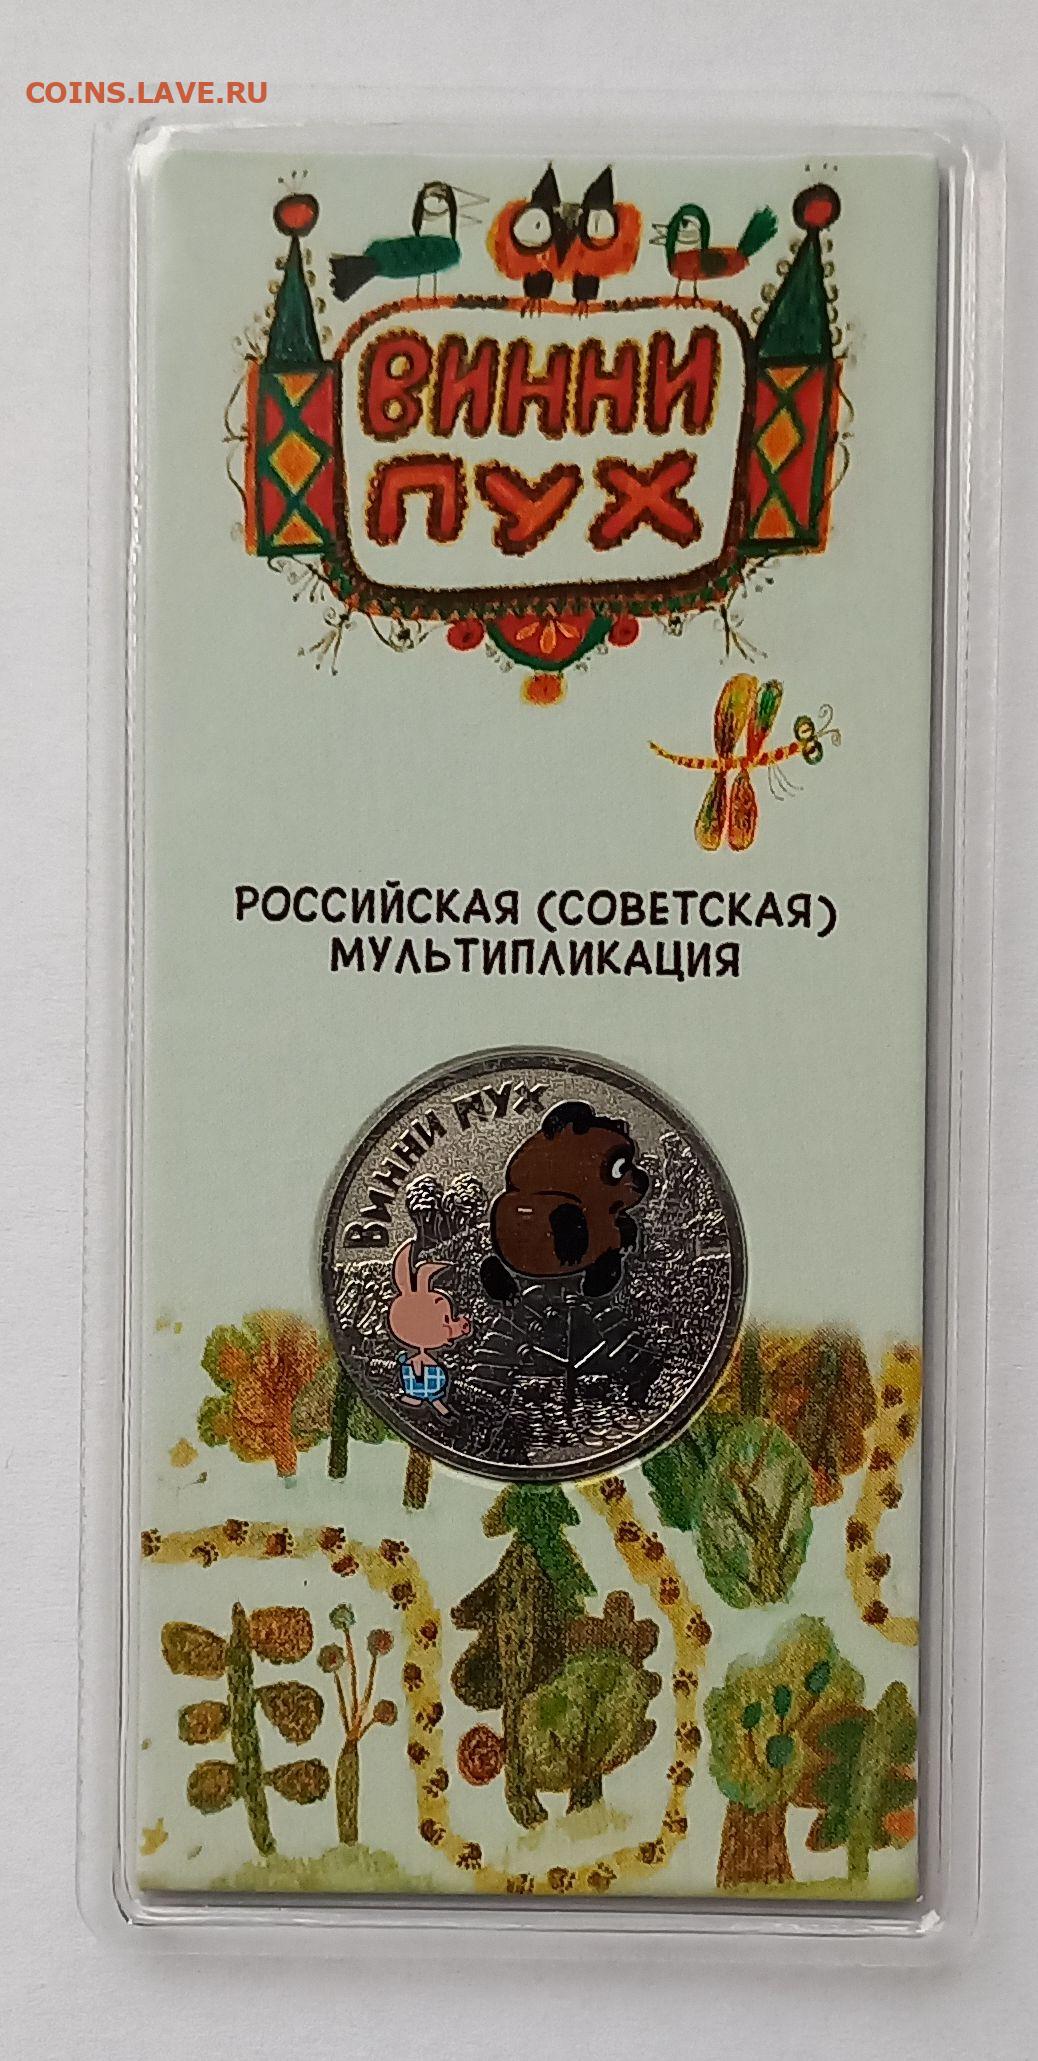 COINS.LAVE.RU
ВИННИ
ПУХ
РОССИЙСКАЯ (СОВЕТСКАЯ)
МУЛЬТИПЛИКАЦИЯ
ВИННИ ПУХ